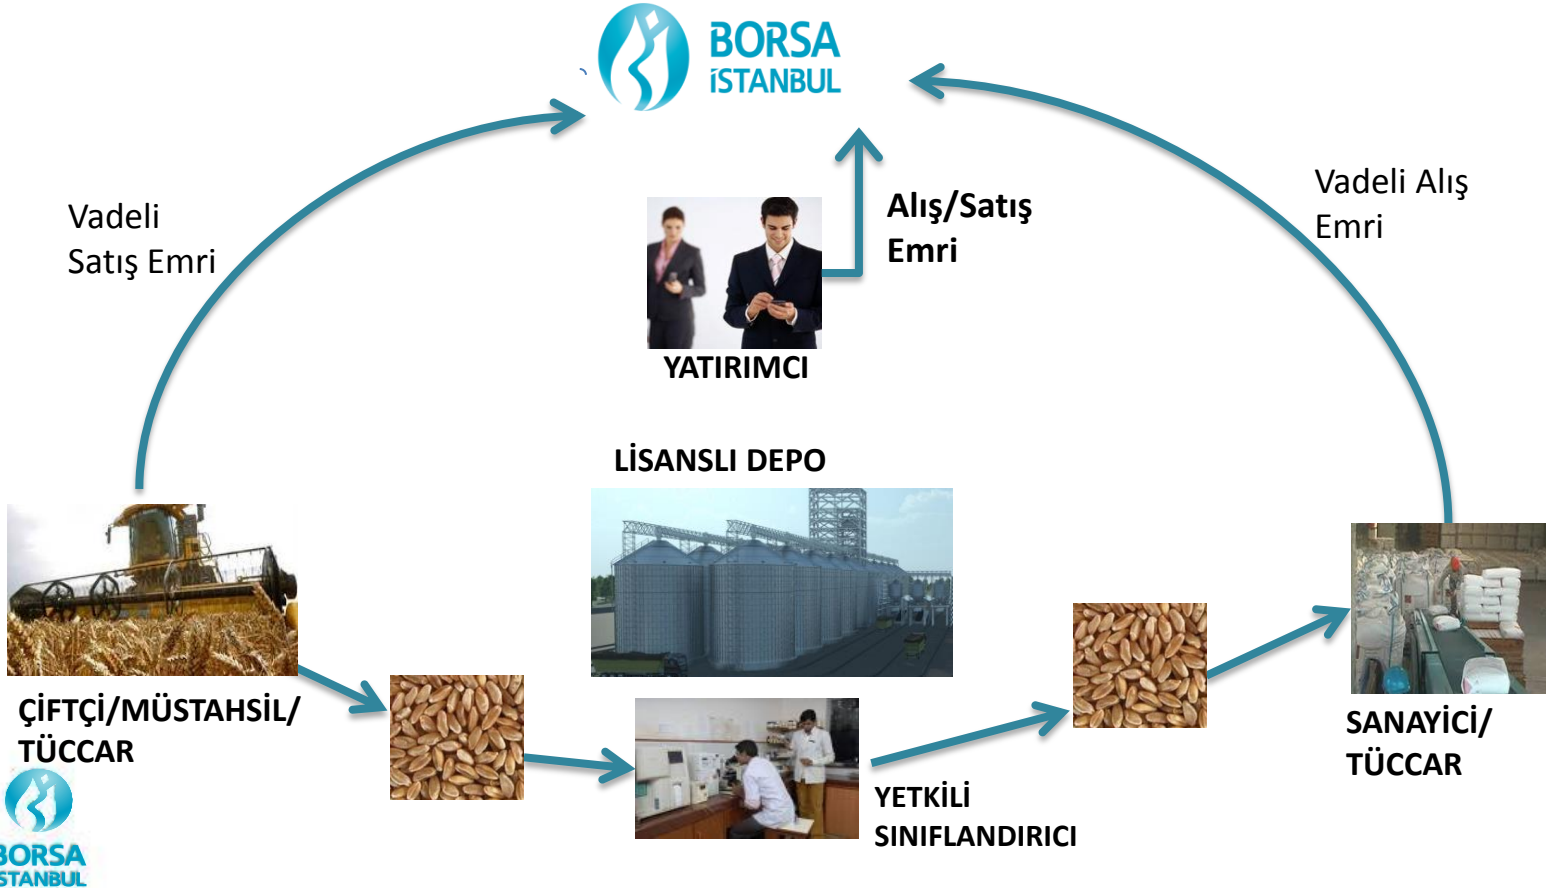 BORSA
İSTANBUL
Vadeli
Satış Emri
Alış/Satış
Emri
Vadeli Alış
Emri
YATIRIMCI
LİSANSLI DEPO
ÇİFTÇİ/MÜSTAHSİL/
TÜCCAR
YETKİLİ
SINIFLANDIRICI
SANAYİCİ/
TÜCCAR
BORSA
İSTANBUL